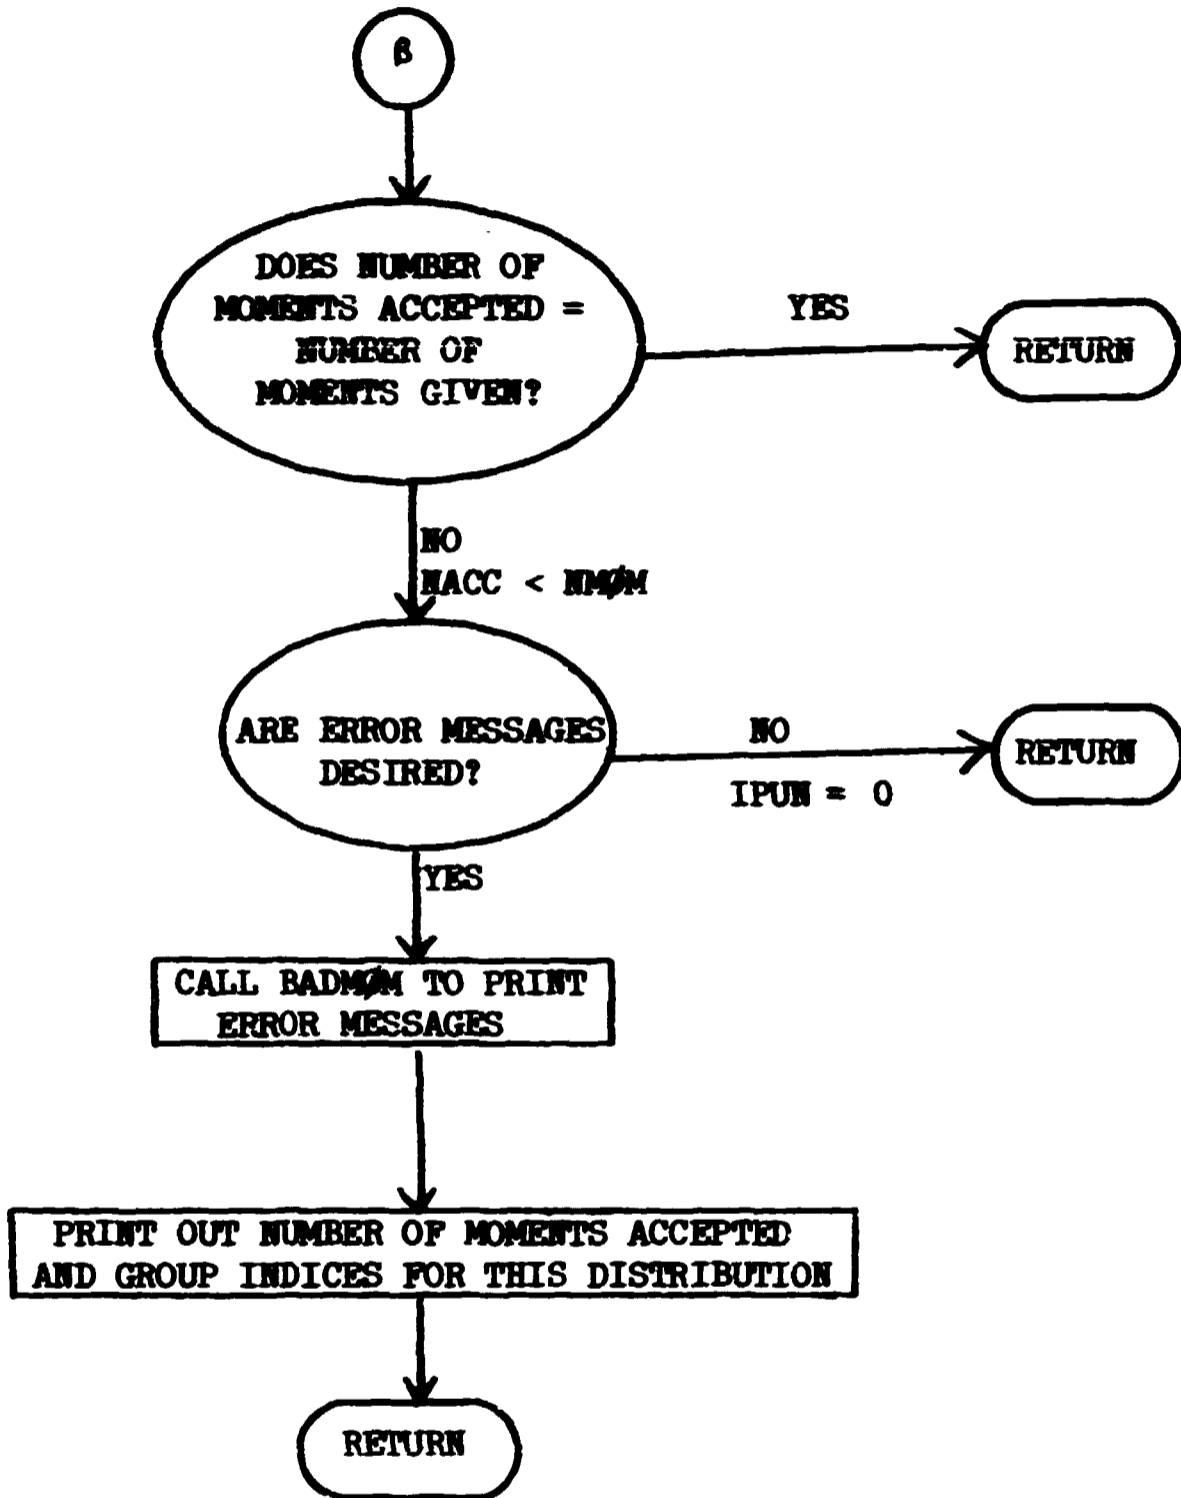 β
DOES NUMBER OF
MOMENTS ACCEPTED =
NUMBER OF
MOMENTS GIVEN?
YES
RETURN
NO
NACC < NMØM
ARE ERROR MESSAGES
DESIRED?
NO
IPUN = 0
RETURN
YES
CALL BADMØM TO PRINT
ERROR MESSAGES
PRINT OUT NUMBER OF MOMENTS ACCEPTED
AND GROUP INDICES FOR THIS DISTRIBUTION
RETURN